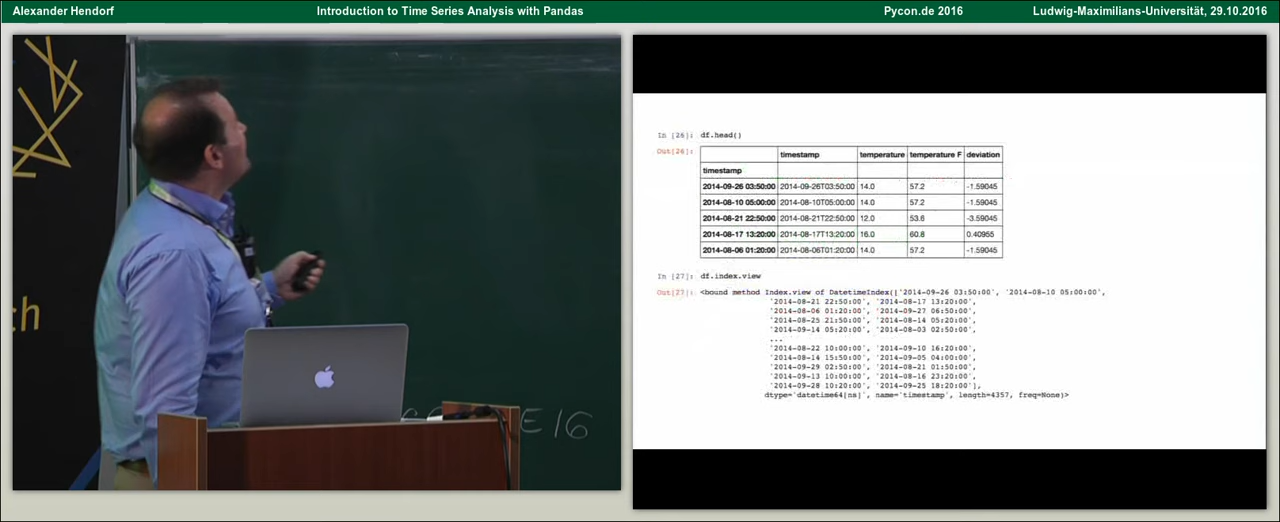 Alexander Hendorf Introduction to Time Series Analysis with Pandas Pycon.de 2016 Ludwig-Maximilians-Universität, 29.10.2016
ch
E 16
In [26]: df.head()
Out[26]:
timestamp temperature temperature F deviation
timestamp
2014-09-26 03:50:00 2014-09-26T03:50:00 14.0 57.2 -1.59045
2014-08-10 05:00:00 2014-08-10T05:00:00 14.0 57.2 -1.59045
2014-08-21 22:50:00 2014-08-21T22:50:00 12.0 53.6 -3.59045
2014-08-17 13:20:00 2014-08-17T13:20:00 16.0 60.8 0.40955
2014-08-06 01:20:00 2014-08-06T01:20:00 14.0 57.2 -1.59045
In [27]: df.index.view
Out[27]: <bound method Index.view of DatetimeIndex(['2014-09-26 03:50:00', '2014-08-10 05:00:00',
'2014-08-21 22:50:00', '2014-08-17 13:20:00',
'2014-08-06 01:20:00', '2014-09-27 06:50:00',
'2014-08-25 21:50:00', '2014-08-14 05:20:00',
'2014-09-14 05:20:00', '2014-08-03 02:50:00',
...
'2014-08-22 10:00:00', '2014-09-10 16:20:00',
'2014-08-14 15:50:00', '2014-09-05 04:00:00',
'2014-09-29 02:50:00', '2014-08-21 01:50:00',
'2014-09-13 10:00:00', '2014-08-16 23:20:00',
'2014-09-28 10:20:00', '2014-09-25 18:20:00'],
dtype='datetime64[ns]', name='timestamp', length=4357, freq=None)>